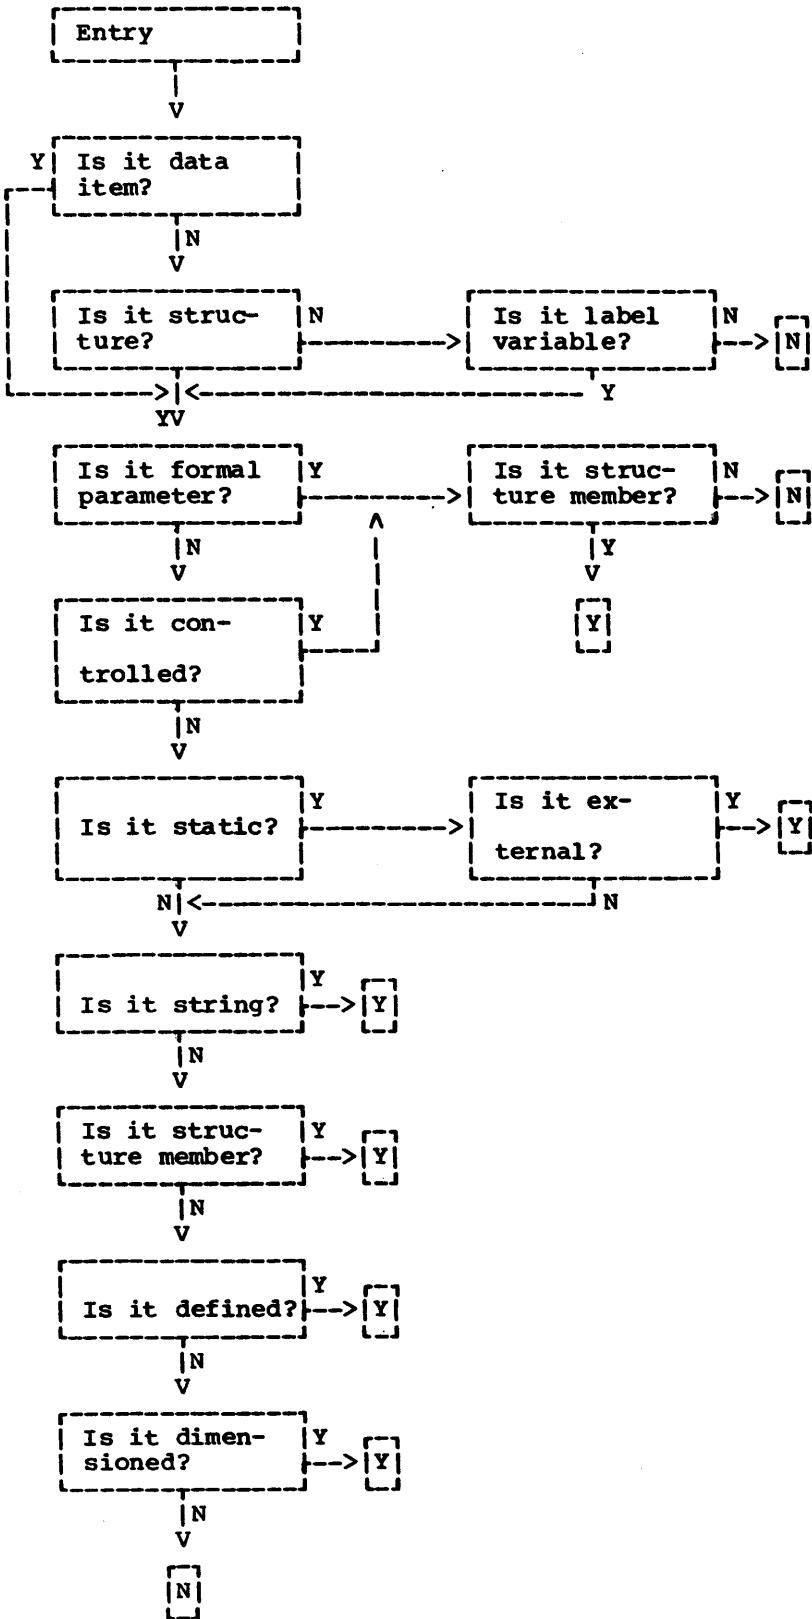 Entry
V
Y Is it data
item?
N
V
Is it struc- N Is it label N
ture? variable? N
Y
YV
Is it formal Y Is it struc- N
parameter? ture member? N
N Y
V V
Is it con- Y Y
trolled?
N
V
Y Is it ex- Y
Is it static? Y
ternal?
N N
V
Y
Is it string? Y
N
V
Is it struc- Y
ture member? Y
N
V
Y
Is it defined? Y
N
V
Is it dimen- Y
sioned? Y
N
V
N